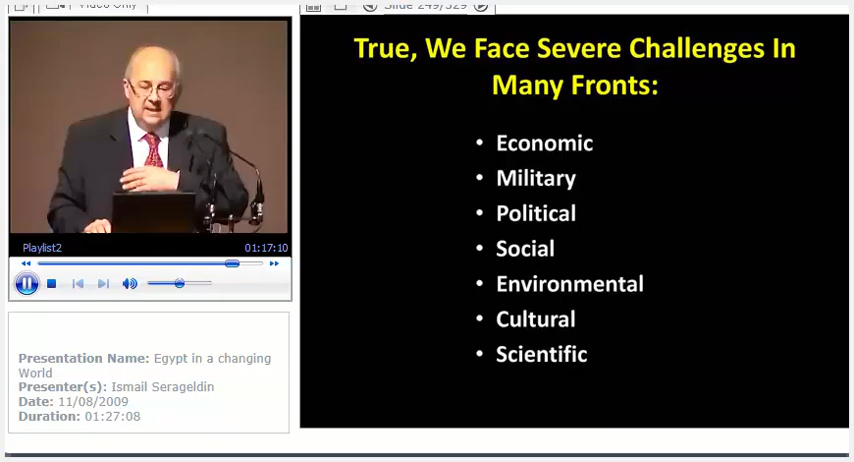 Video Only
Slide 249/329
True, We Face Severe Challenges In
Many Fronts:
• Economic
• Military
• Political
• Social
• Environmental
• Cultural
• Scientific
Playlist2 01:17:10
Presentation Name: Egypt in a changing
World
Presenter(s): Ismail Serageldin
Date: 11/08/2009
Duration: 01:27:08